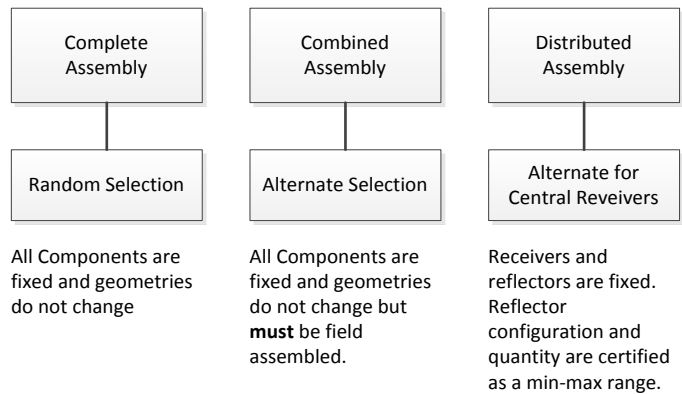 Complete
Assembly
Combined
Assembly
Distributed
Assembly
Random Selection
Alternate Selection
Alternate for
Central Reveivers
All Components are
fixed and geometries
do not change
All Components are
fixed and geometries
do not change but
must be field
assembled.
Receivers and
reflectors are fixed.
Reflector
configuration and
quantity are certified
as a min-max range.